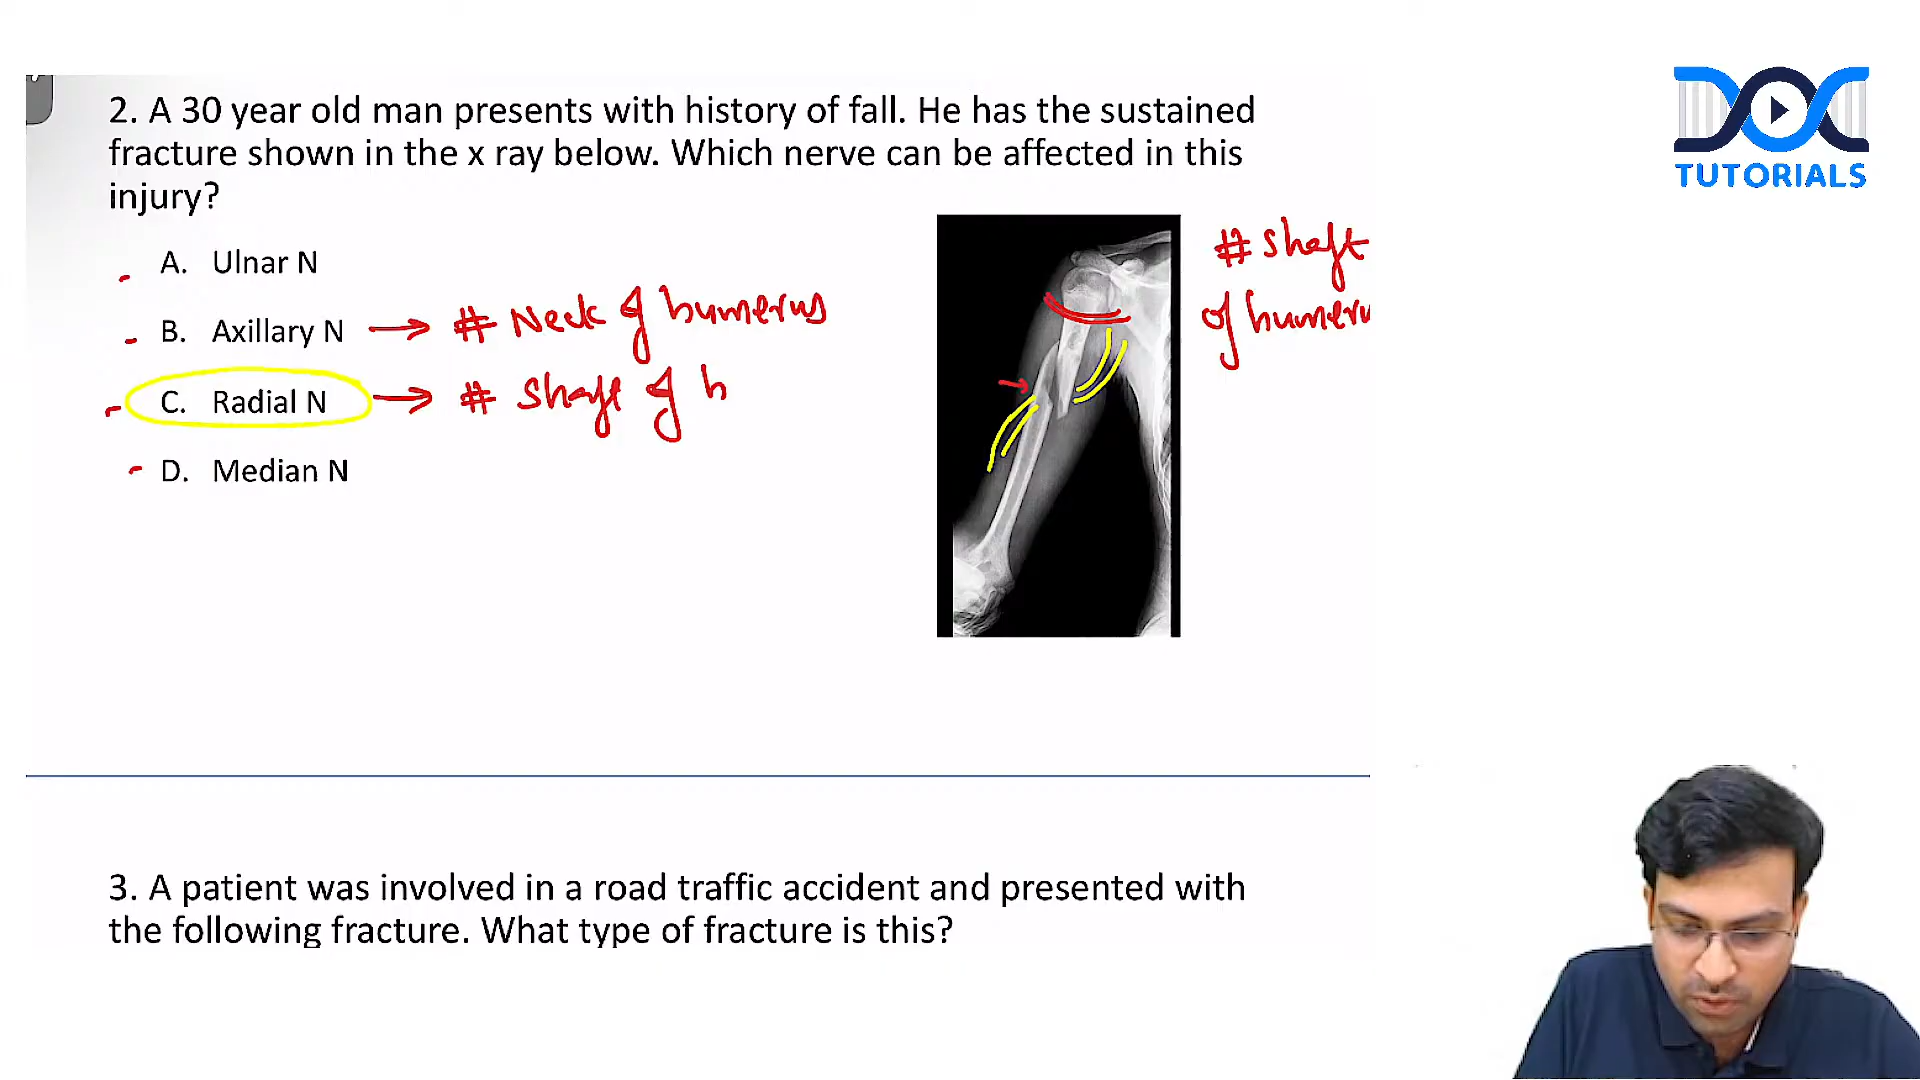 2. A 30 year old man presents with history of fall. He has the sustained
fracture shown in the x ray below. Which nerve can be affected in this
injury?
A. Ulnar N
B. Axillary N → # Neck of humerus
C. Radial N → # Shaft of h
D. Median N
# Shaft
of humeru
3. A patient was involved in a road traffic accident and presented with
the following fracture. What type of fracture is this?
DOC
TUTORIALS